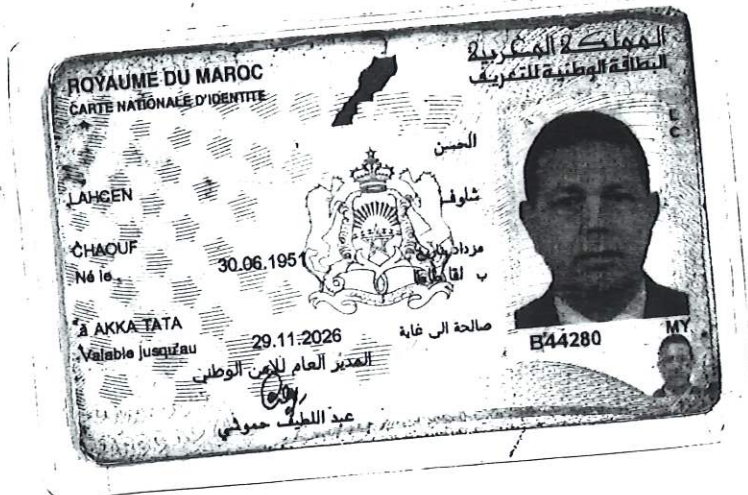 ROYAUME DU MAROC
المملكة المغربية
CARTE NATIONALE D'IDENTITE
البطاقة الوطنية للتعريف
الحسن
LAHCEN
شلوف
CHAOUF
مزداد بتاريخ
Né le 30.06.1951
ب
à AKKA TATA
Valable jusqu'au 29.11.2026 صالحة الى غاية
B44280
MY
المدير العام للأمن الوطني
عبد اللطيف حموشي